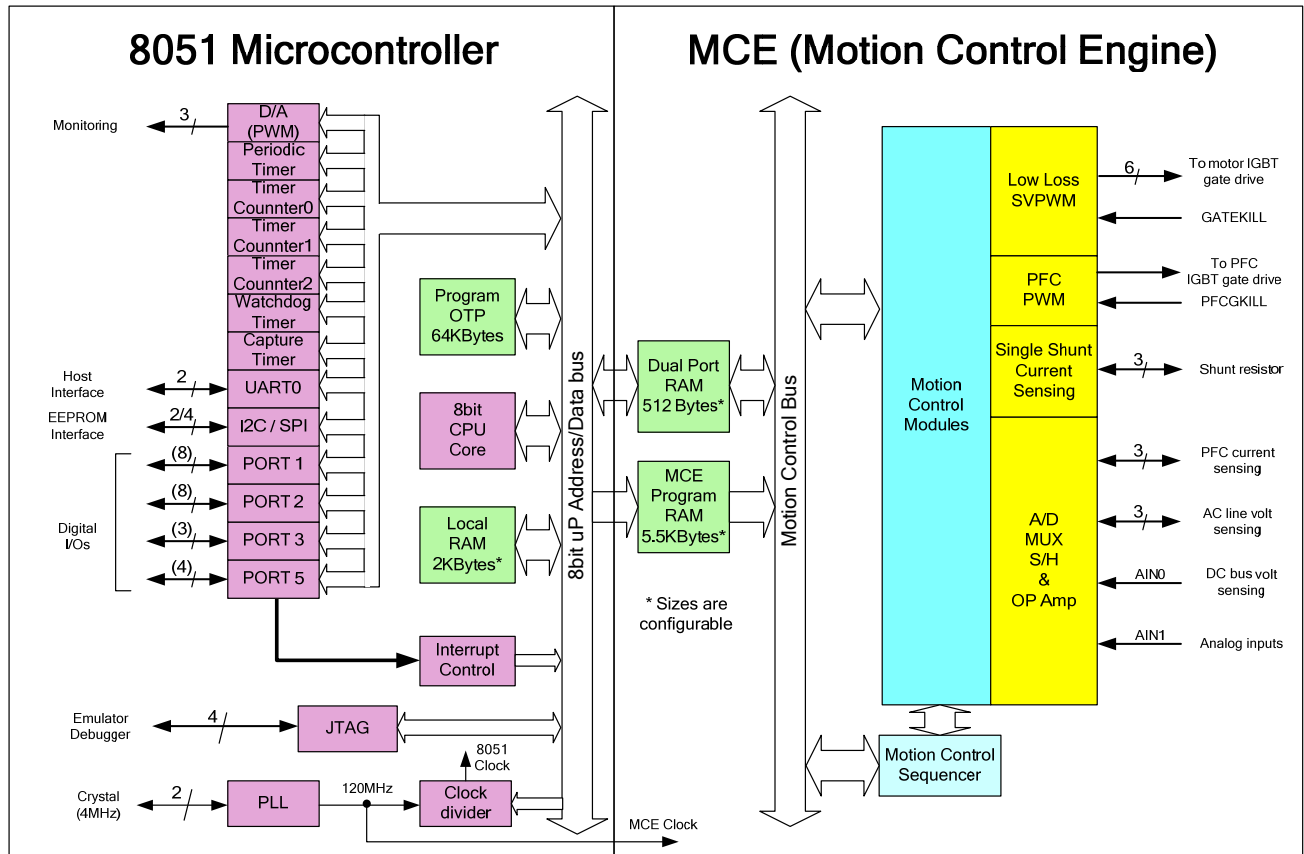 8051 Microcontroller
MCE (Motion Control Engine)
Monitoring
3
D/A
(PWM)
Periodic
Timer
Timer
Counnter0
Timer
Counnter1
Timer
Counnter2
Watchdog
Timer
Capture
Timer
Host
Interface
2
UART0
EEPROM
Interface
2/4
I2C / SPI
Digital
I/Os
(8)
PORT 1
(8)
PORT 2
(3)
PORT 3
(4)
PORT 5
Program
OTP
64KBytes
8bit
CPU
Core
Local
RAM
2KBytes*
Interrupt
Control
Emulator
Debugger
4
JTAG
8051
Clock
Crystal
(4MHz)
2
PLL
120MHz
Clock
divider
MCE Clock
8bit uP Address/Data bus
Dual Port
RAM
512 Bytes*
MCE
Program
RAM
5.5KBytes*
* Sizes are
configurable
Motion Control Bus
Motion
Control
Modules
Low Loss
SVPWM
PFC
PWM
Single Shunt
Current
Sensing
A/D
MUX
S/H
&
OP Amp
6
To motor IGBT
gate drive
GATEKILL
To PFC
IGBT gate drive
PFCGKILL
3
Shunt resistor
3
PFC current
sensing
3
AC line volt
sensing
AIN0
DC bus volt
sensing
AIN1
Analog inputs
Motion Control
Sequencer